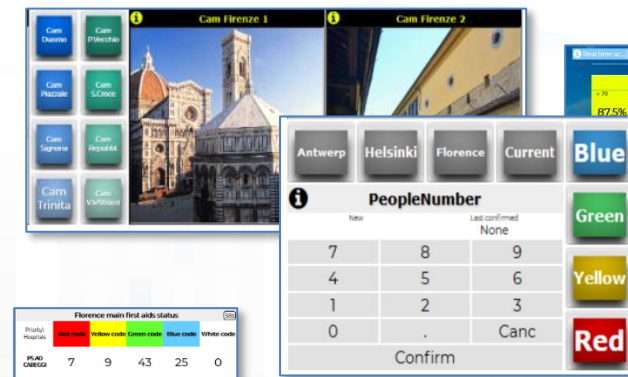 Cam Firenze 1
Cam Firenze 2
Cam Duomo
Cam P.Vecchio
Cam Piazzale
Cam S.Croce
Cam Signoria
Cam
Cam Trinita
Cam
< 70
87.5%
Antwerp
Helsinki
Florence
Current
Blue
PeopleNumber
New
Last confirmed
None
Green
7 8 9
4 5 6
Yellow
1 2 3
0 . Canc
Red
Confirm
Florence main first aids status
Priority\ Hospitals
Red code
Yellow code
Green code
Blue code
White code
PS.AO CAREGGI
7 9 43 25 0